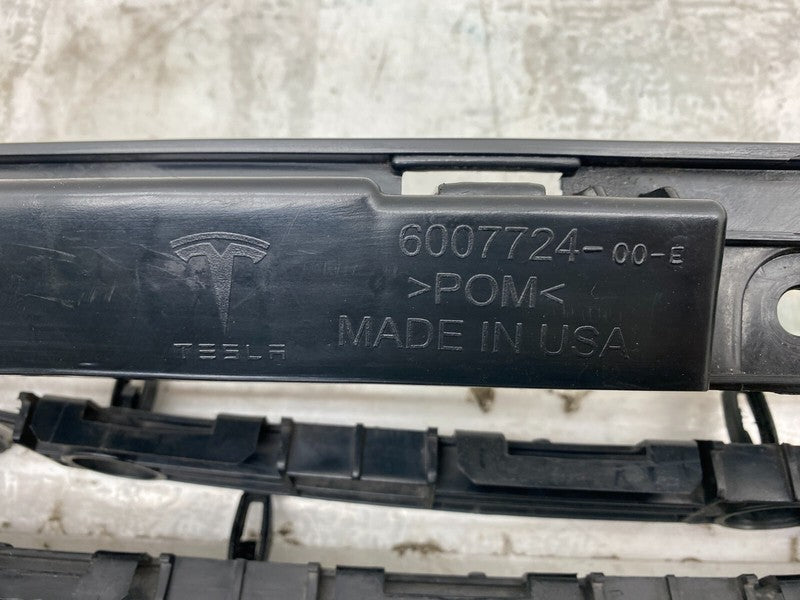 6007724-00-E
>POM<
TESLA
MADE IN USA